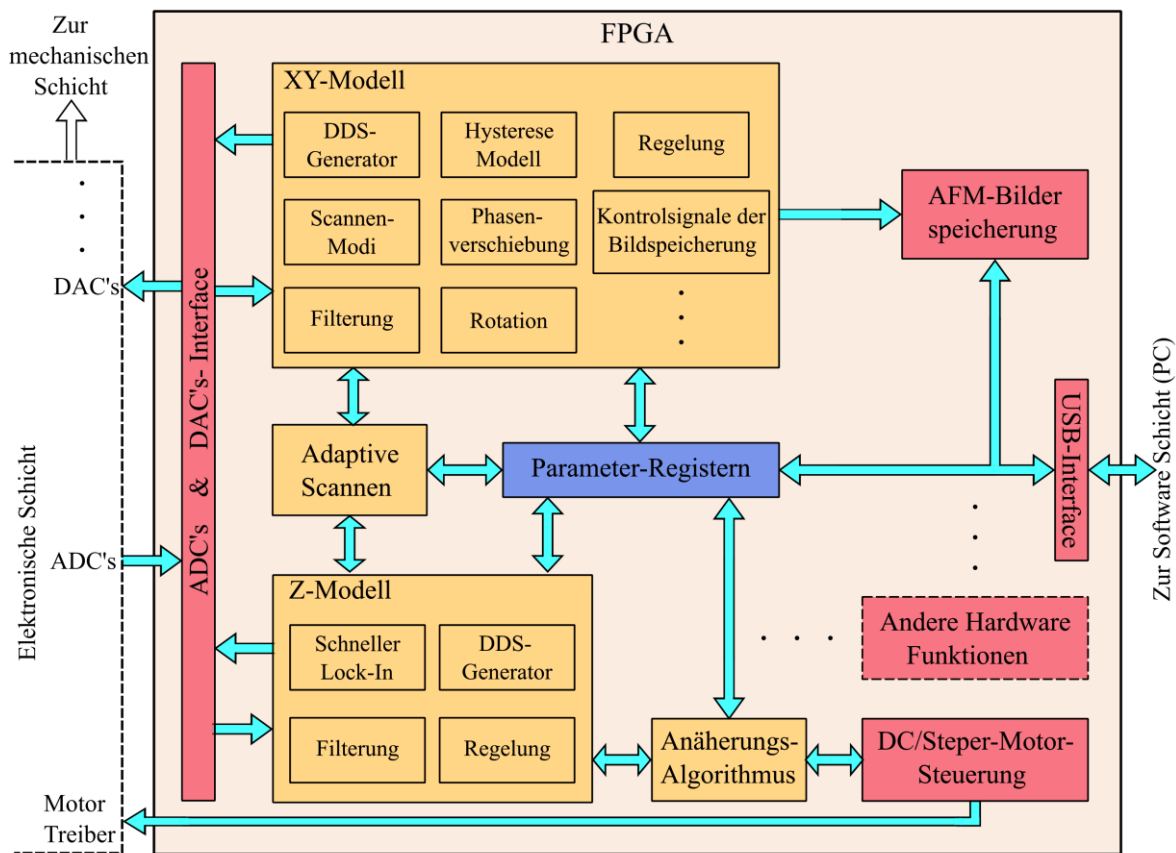 Zur
mechanischen
Schicht
FPGA
XY-Modell
DDS-
Generator
Hysterese
Modell
Regelung
Scannen-
Modi
Phasen-
verschiebung
Kontrolsignale der
Bildspeicherung
Filterung
Rotation
AFM-Bilder
speicherung
DAC's
ADC's & DAC's- Interface
Elektronische Schicht
ADC's
Adaptive
Scannen
Parameter-Registern
USB-Interface
Zur Software Schicht (PC)
Z-Modell
Schneller
Lock-In
DDS-
Generator
Filterung
Regelung
Andere Hardware
Funktionen
Anäherungs-
Algorithmus
DC/Steper-Motor-
Steuerung
Motor
Treiber